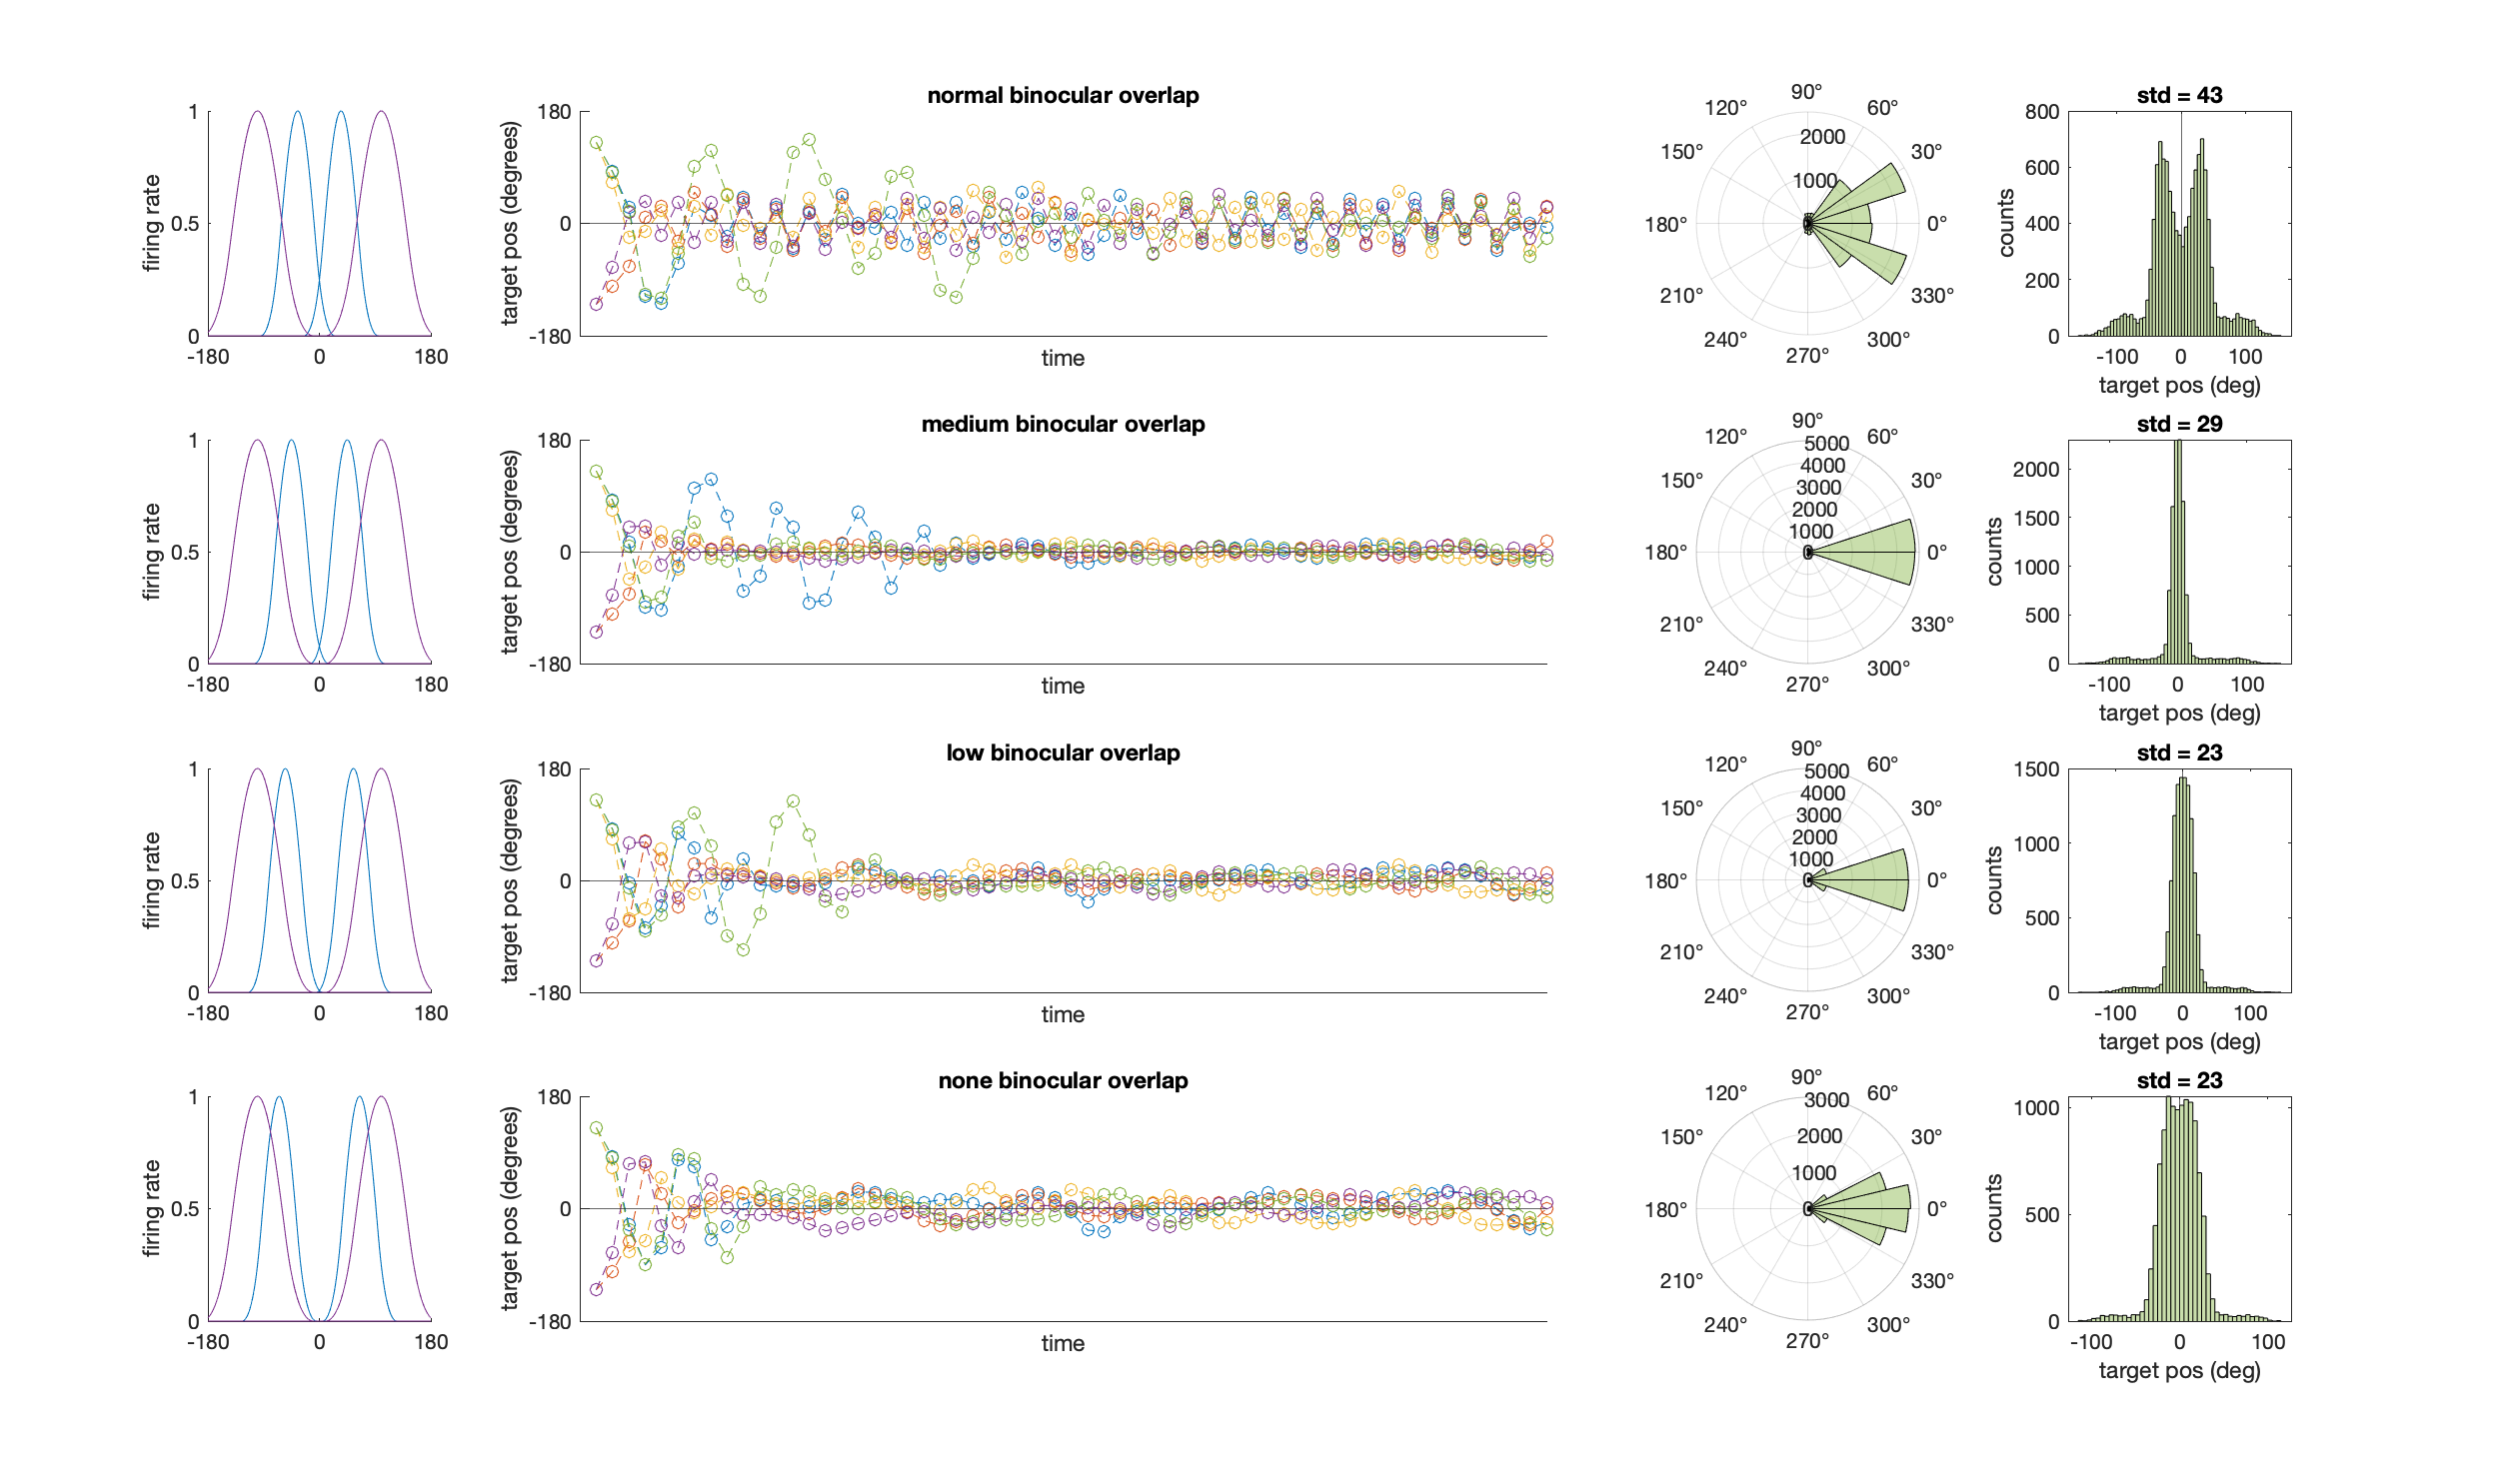 normal binocular overlap
firing rate
1
0.5
0
-180 0 180
target pos (degrees)
180
0
-180
time
90°
120° 60°
150° 30°
180° 0°
210° 330°
240° 300°
270°
2000
1000
0
std = 43
counts
800
600
400
200
0
-100 0 100
target pos (deg)
medium binocular overlap
firing rate
1
0.5
0
-180 0 180
target pos (degrees)
180
0
-180
time
90°
120° 60°
150° 30°
180° 0°
210° 330°
240° 300°
270°
5000
4000
3000
2000
1000
0
std = 29
counts
2000
1500
1000
500
0
-100 0 100
target pos (deg)
low binocular overlap
firing rate
1
0.5
0
-180 0 180
target pos (degrees)
180
0
-180
time
90°
120° 60°
150° 30°
180° 0°
210° 330°
240° 300°
270°
5000
4000
3000
2000
1000
0
std = 23
counts
1500
1000
500
0
-100 0 100
target pos (deg)
none binocular overlap
firing rate
1
0.5
0
-180 0 180
target pos (degrees)
180
0
-180
time
90°
120° 60°
150° 30°
180° 0°
210° 330°
240° 300°
270°
3000
2000
1000
0
std = 23
counts
1000
500
0
-100 0 100
target pos (deg)